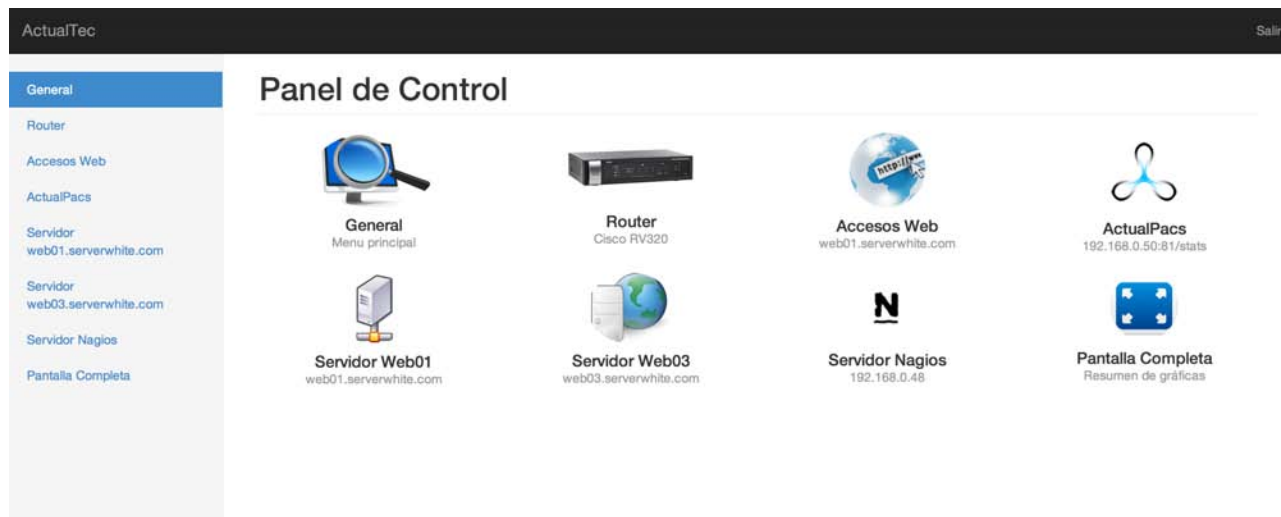 ActualTec
Salir
General
Router
Accesos Web
ActualPacs
Servidor
web01.serverwhite.com
Servidor
web03.serverwhite.com
Servidor Nagios
Pantalla Completa
Panel de Control
http://www
General
Menu principal
Router
Cisco RV320
Accesos Web
web01.serverwhite.com
ActualPacs
192.168.0.50:81/stats
N
Servidor Web01
web01.serverwhite.com
Servidor Web03
web03.serverwhite.com
Servidor Nagios
192.168.0.48
Pantalla Completa
Resumen de gráficas